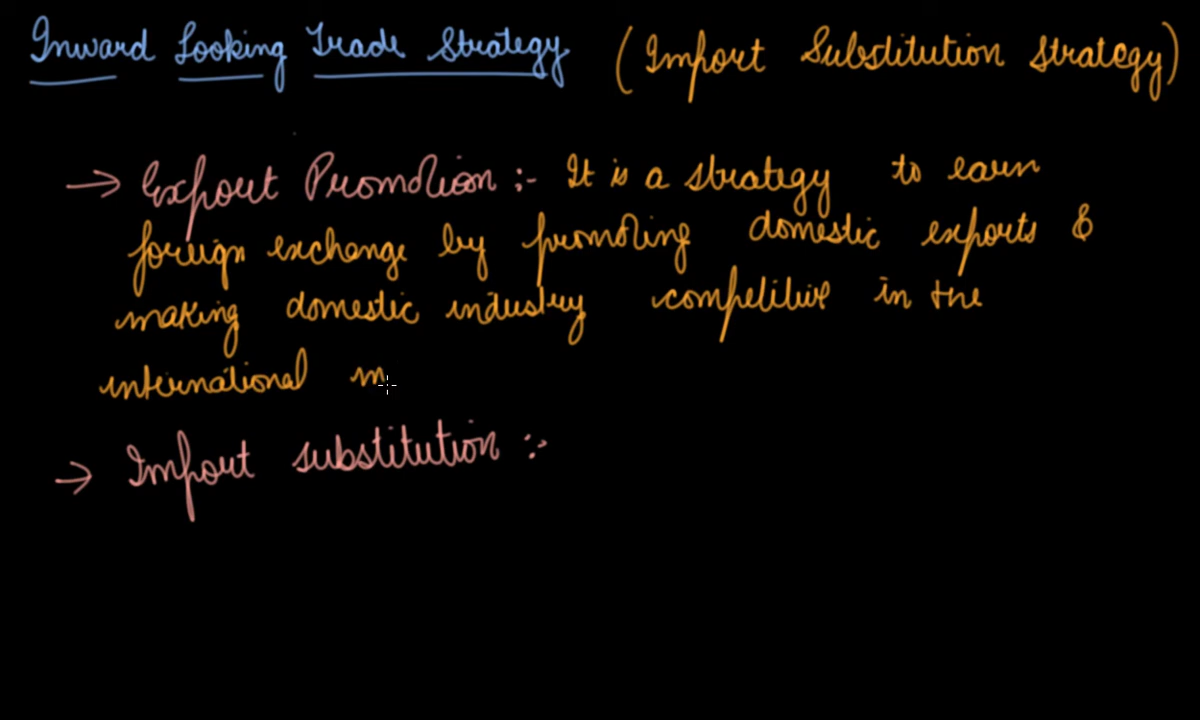 Inward Looking Trade Strategy (Import Substitution Strategy)
→ Export Promotion :- It is a strategy to earn
foreign exchange by promoting domestic exports &
making domestic industry competitive in the
international m
→ Import substitution :-